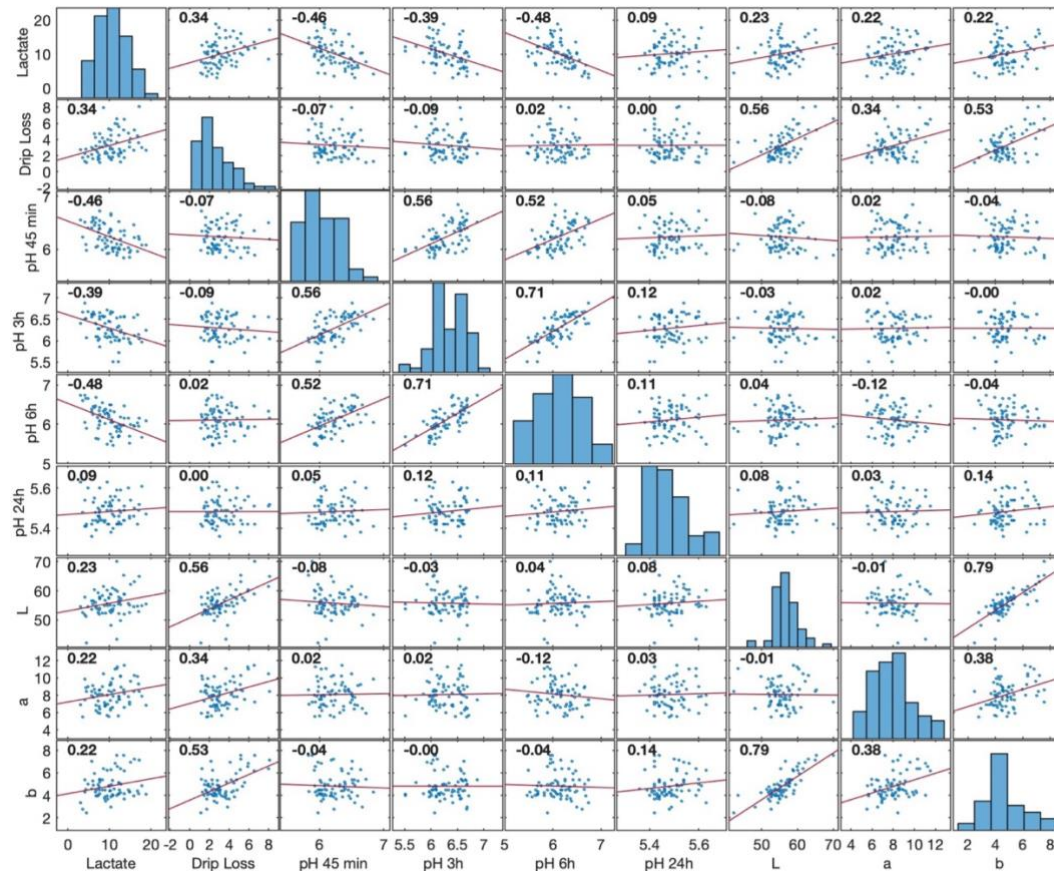 0.34 -0.46 -0.39 -0.48 0.09 0.23 0.22 0.22
Lactate
20
10
0
0.34 -0.07 -0.09 0.02 0.00 0.56 0.34 0.53
Drip Loss
8
6
4
2
0
-2
-0.46 -0.07 0.56 0.52 0.05 -0.08 0.02 -0.04
pH 45 min
7
6
-0.39 -0.09 0.56 0.71 0.12 -0.03 0.02 -0.00
pH 3h
7
6.5
6
5.5
-0.48 0.02 0.52 0.71 0.11 0.04 -0.12 -0.04
pH 6h
7
6
5
0.09 0.00 0.05 0.12 0.11 0.08 0.03 0.14
pH 24h
5.6
5.4
0.23 0.56 -0.08 -0.03 0.04 0.08 -0.01 0.79
L
70
60
50
0.22 0.34 0.02 0.02 -0.12 0.03 -0.01 0.38
a
12
10
8
6
4
0.22 0.53 -0.04 -0.00 -0.04 0.14 0.79 0.38
b
8
6
4
2
0 10 20 -2 0 2 4 6 8 6 7 5.5 6 6.5 7 5 6 7 5.4 5.6 50 60 70 4 6 8 10 12 2 4 6 8
Lactate Drip Loss pH 45 min pH 3h pH 6h pH 24h L a b